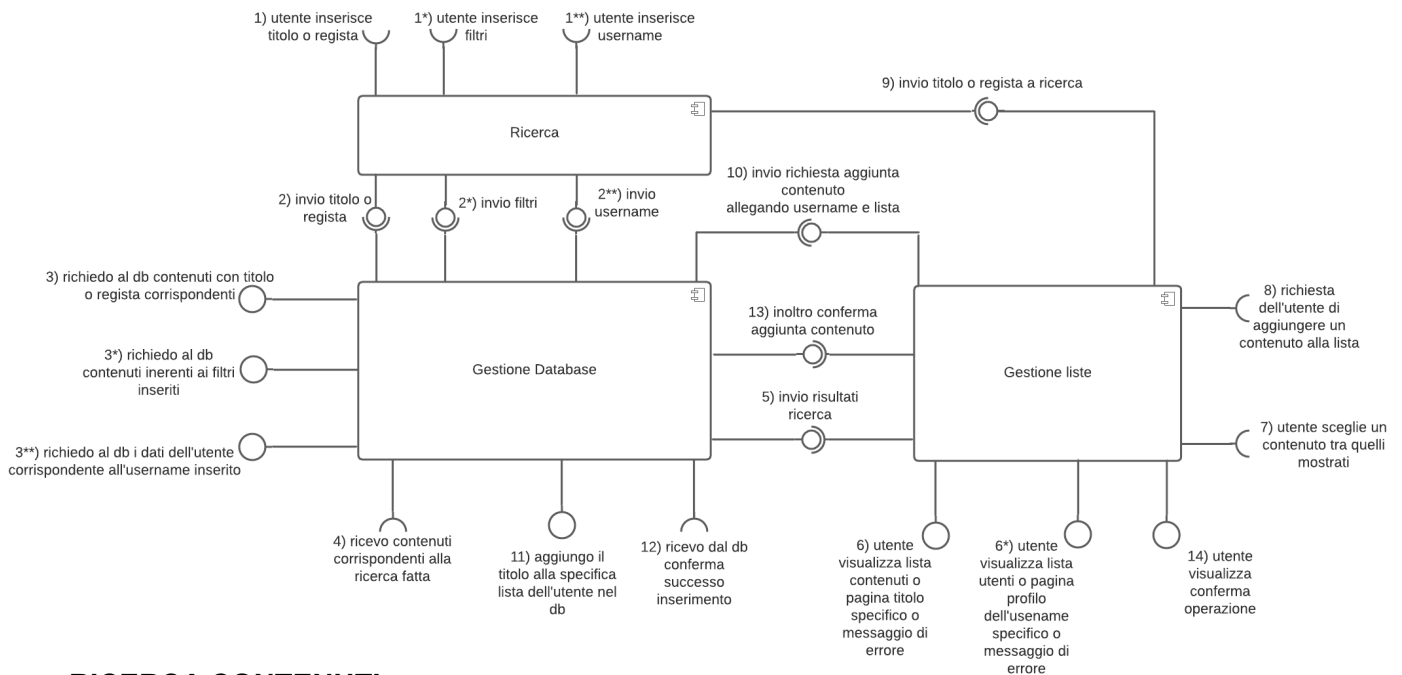 1) utente inserisce
titolo o regista
1*) utente inserisce
filtri
1**) utente inserisce
username
9) invio titolo o regista a ricerca
Ricerca
10) invio richiesta aggiunta
contenuto
allegando username e lista
2) invio titolo o
regista
2*) invio filtri
2**) invio
username
3) richiedo al db contenuti con titolo
o regista corrispondenti
8) richiesta
dell'utente di
aggiungere un
contenuto alla lista
13) inoltro conferma
aggiunta contenuto
3*) richiedo al db
contenuti inerenti ai filtri
inseriti
Gestione Database
Gestione liste
5) invio risultati
ricerca
7) utente sceglie un
contenuto tra quelli
mostrati
3**) richiedo al db i dati dell'utente
corrispondente all'username inserito
4) ricevo contenuti
corrispondenti alla
ricerca fatta
11) aggiungo il
titolo alla specifica
lista dell'utente nel
db
12) ricevo dal db
conferma
successo
inserimento
6) utente
visualizza lista
contenuti o
pagina titolo
specifico o
messaggio di
errore
6*) utente
visualizza lista
utenti o pagina
profilo
dell'usename
specifico o
messaggio di
errore
14) utente
visualizza
conferma
operazione
RICERCA CONTENUTI